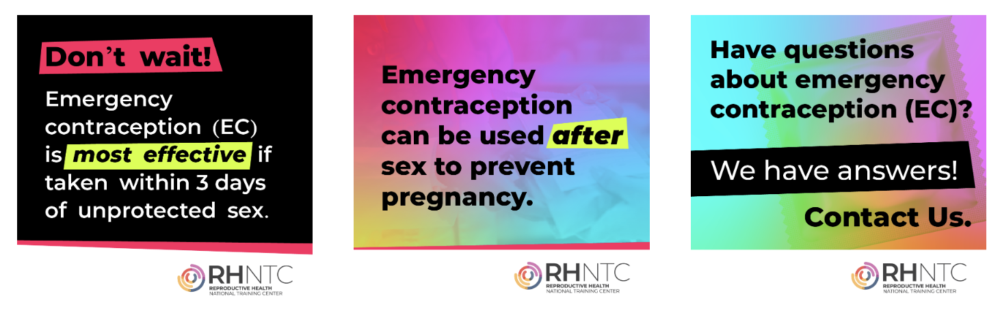 Don't wait!
Emergency
contraception (EC)
is most effective if
taken within 3 days
of unprotected sex.
RHNTC
REPRODUCTIVE HEALTH
NATIONAL TRAINING CENTER
Emergency
contraception
can be used after
sex to prevent
pregnancy.
RHNTC
REPRODUCTIVE HEALTH
NATIONAL TRAINING CENTER
Have questions
about emergency
contraception (EC)?
We have answers!
Contact Us.
RHNTC
REPRODUCTIVE HEALTH
NATIONAL TRAINING CENTER